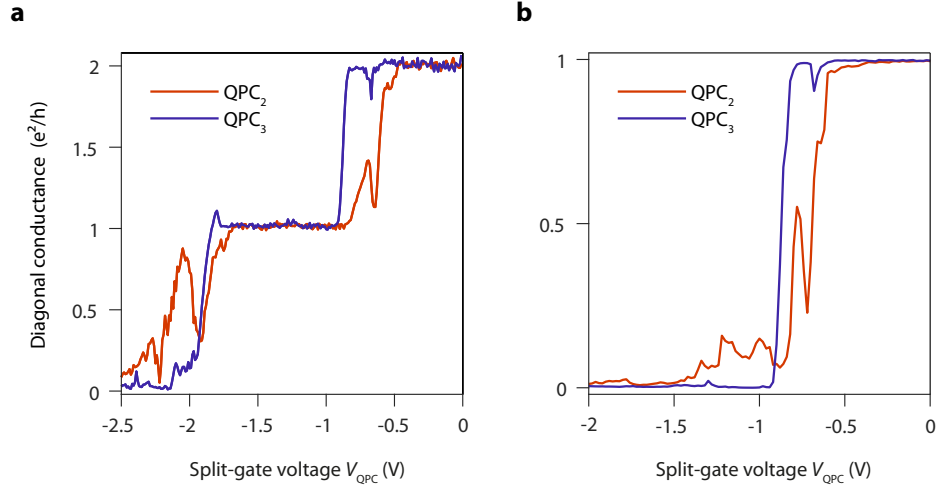 a
Diagonal conductance (e²/h)
2
1.5
1
0.5
0
QPC₂
QPC₃
-2.5
-2
-1.5
-1
-0.5
0
Split-gate voltage V_QPC (V)
b
1
0.5
0
QPC₂
QPC₃
-2
-1.5
-1
-0.5
0
Split-gate voltage V_QPC (V)